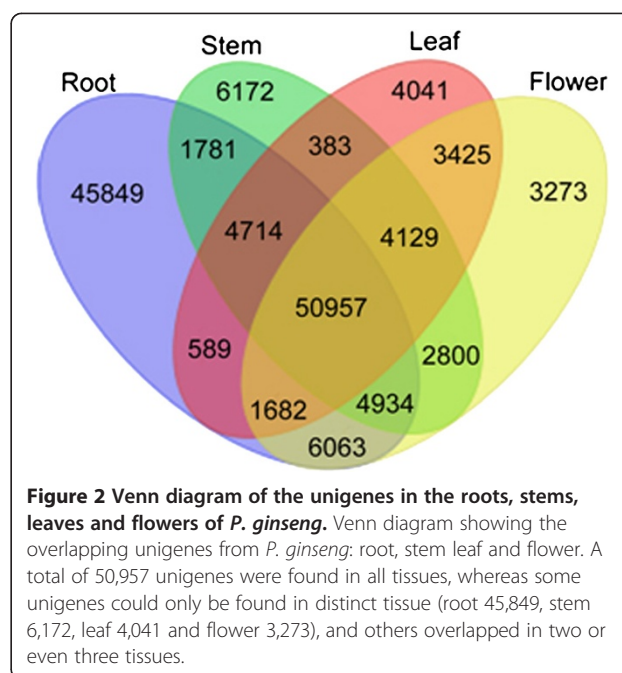 Stem
Leaf
Root
Flower
6172
4041
1781
383
3425
45849
3273
4714
4129
50957
589
2800
1682
4934
6063
Figure 2 Venn diagram of the unigenes in the roots, stems,
leaves and flowers of P. ginseng. Venn diagram showing the
overlapping unigenes from P. ginseng: root, stem leaf and flower. A
total of 50,957 unigenes were found in all tissues, whereas some
unigenes could only be found in distinct tissue (root 45,849, stem
6,172, leaf 4,041 and flower 3,273), and others overlapped in two or
even three tissues.